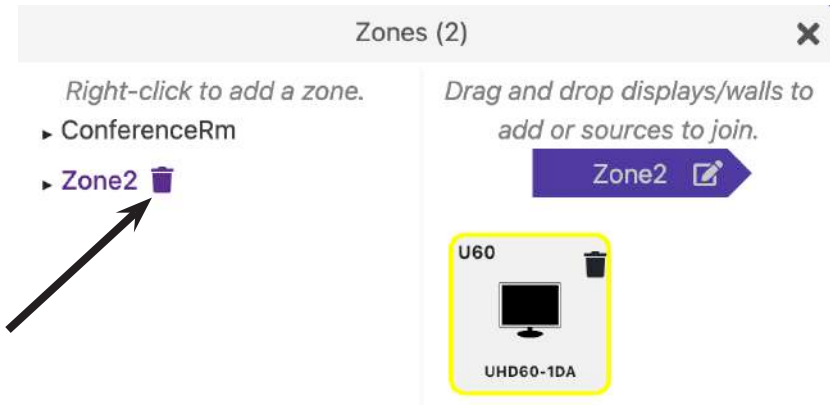 Zones (2)
Right-click to add a zone.
▸ ConferenceRm
▸ Zone2
Drag and drop displays/walls to
add or sources to join.
Zone2
U60
UHD60-1DA